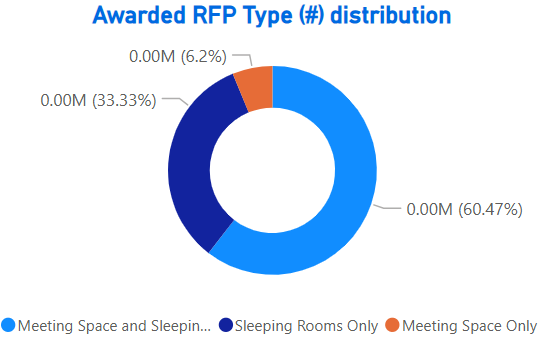 Awarded RFP Type (#) distribution
0.00M (6.2%)
0.00M (33.33%)
0.00M (60.47%)
Meeting Space and Sleepin... Sleeping Rooms Only Meeting Space Only